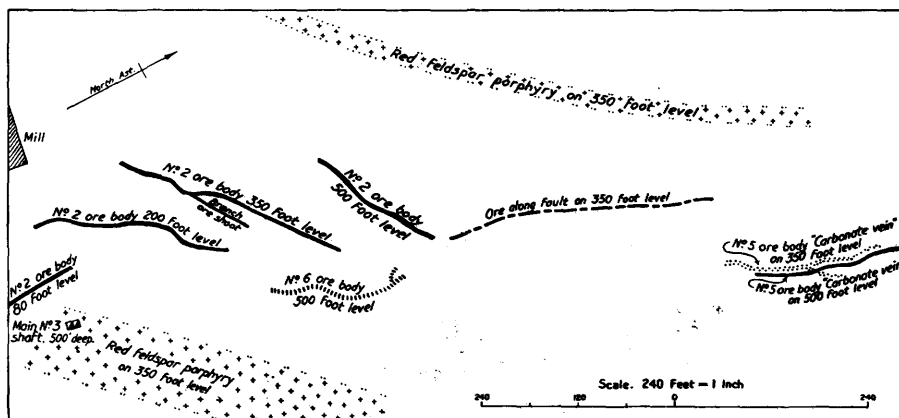 North Ast.
Red feldspar porphyry on 350 foot level
Mill
Nº 2 ore body 350 Foot level
Branch
ore shoot
Nº 2 ore body
500 Foot level
Nº 2 ore body 200 foot level
Ore along fault on 350 foot level
Nº 5 ore body "Carbonate vein"
on 350 foot level
Nº 5 ore body "Carbonate vein"
on 500 foot level
Nº 6 ore body
500 Foot level
Nº 2 ore body
80 Foot level
Main Nº 3
shaft. 500' deep.
Red feldspar porphyry
on 350 foot level
Scale. 240 Feet = 1 Inch
240 120 0 240